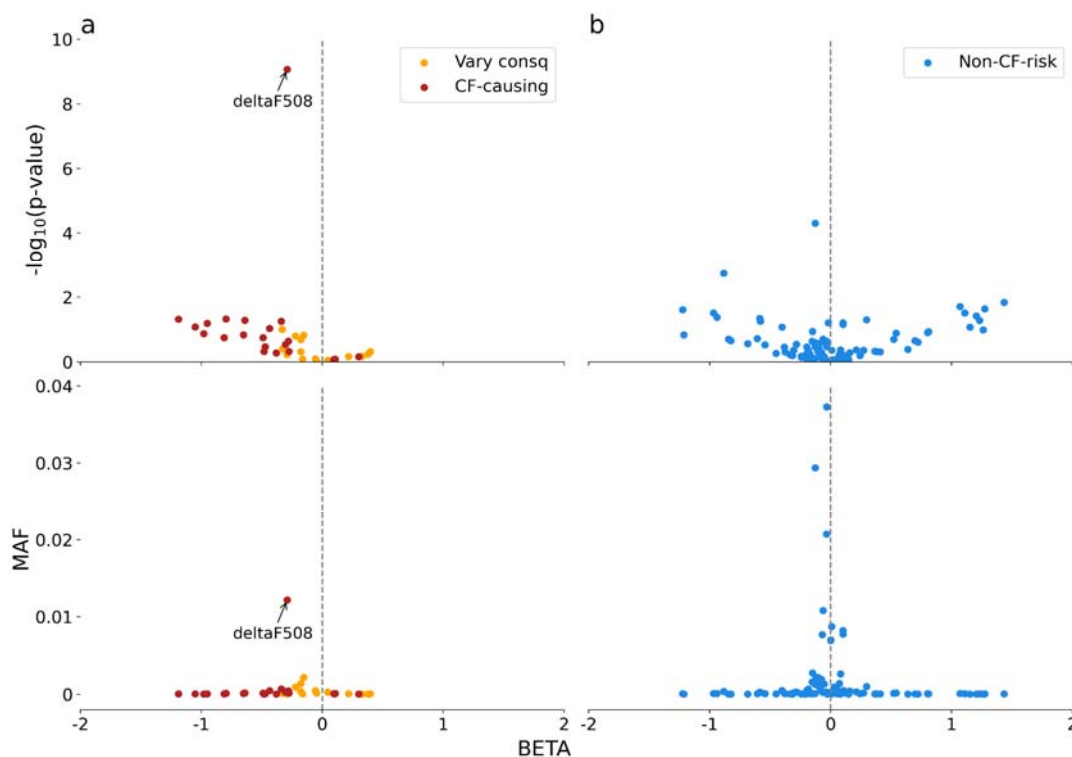 a
b
10
8
6
4
2
0
-log10(p-value)
Vary consq
CF-causing
deltaF508
Non-CF-risk
0.04
0.03
0.02
0.01
0
MAF
deltaF508
-2 -1 0 1 2
-2 -1 0 1 2
BETA